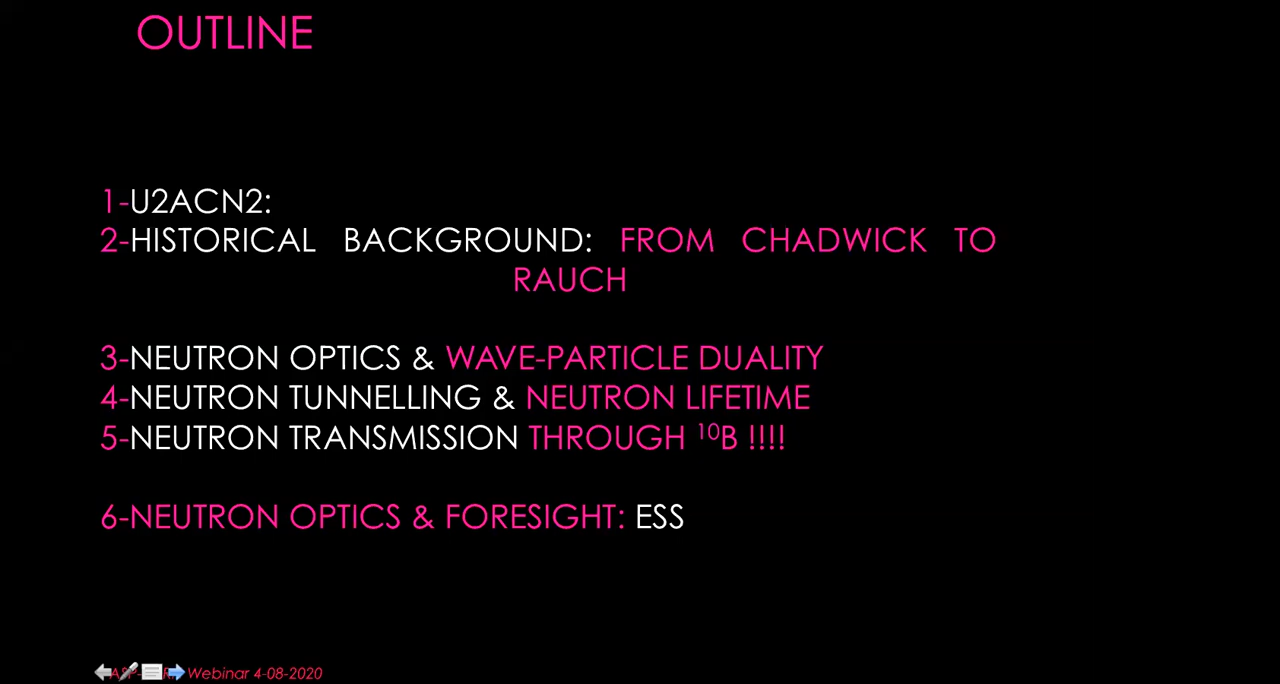 OUTLINE
1-U2ACN2:
2-HISTORICAL BACKGROUND: FROM CHADWICK TO
RAUCH
3-NEUTRON OPTICS & WAVE-PARTICLE DUALITY
4-NEUTRON TUNNELLING & NEUTRON LIFETIME
5-NEUTRON TRANSMISSION THROUGH ¹⁰B !!!!
6-NEUTRON OPTICS & FORESIGHT: ESS
Webinar 4-08-2020